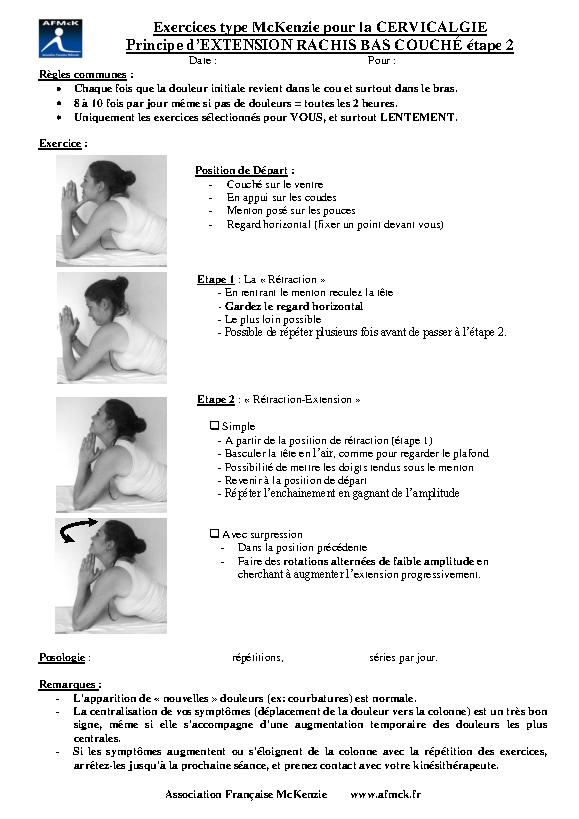 AFMcK
Association Française McKenzie
Exercices type McKenzie pour la CERVICALGIE
Principe d'EXTENSION RACHIS BAS COUCHÉ étape 2
Date : Pour :
Règles communes :
• Chaque fois que la douleur initiale revient dans le cou et surtout dans le bras.
• 8 à 10 fois par jour même si pas de douleurs = toutes les 2 heures.
• Uniquement les exercices sélectionnés pour VOUS, et surtout LENTEMENT.
Exercice :
Position de Départ :
- Couché sur le ventre
- En appui sur les coudes
- Menton posé sur les pouces
- Regard horizontal (fixer un point devant vous)
Etape 1 : La « Rétraction »
- En rentrant le menton reculez la tête
- Gardez le regard horizontal
- Le plus loin possible
- Possible de répéter plusieurs fois avant de passer à l'étape 2.
Etape 2 : « Rétraction-Extension »
❑ Simple
- A partir de la position de rétraction (étape 1)
- Basculer la tête en l'air, comme pour regarder le plafond
- Possibilité de mettre les doigts tendus sous le menton
- Revenir à la position de départ
- Répéter l'enchainement en gagnant de l'amplitude
❑ Avec surpression
- Dans la position précédente
- Faire des rotations alternées de faible amplitude en
cherchant à augmenter l'extension progressivement.
Posologie : répétitions, séries par jour.
Remarques :
- L'apparition de « nouvelles » douleurs (ex: courbatures) est normale.
- La centralisation de vos symptômes (déplacement de la douleur vers la colonne) est un très bon
signe, même si elle s'accompagne d'une augmentation temporaire des douleurs les plus
centrales.
- Si les symptômes augmentent ou s'éloignent de la colonne avec la répétition des exercices,
arrêtez-les jusqu'à la prochaine séance, et prenez contact avec votre kinésithérapeute.
Association Française McKenzie www.afmck.fr